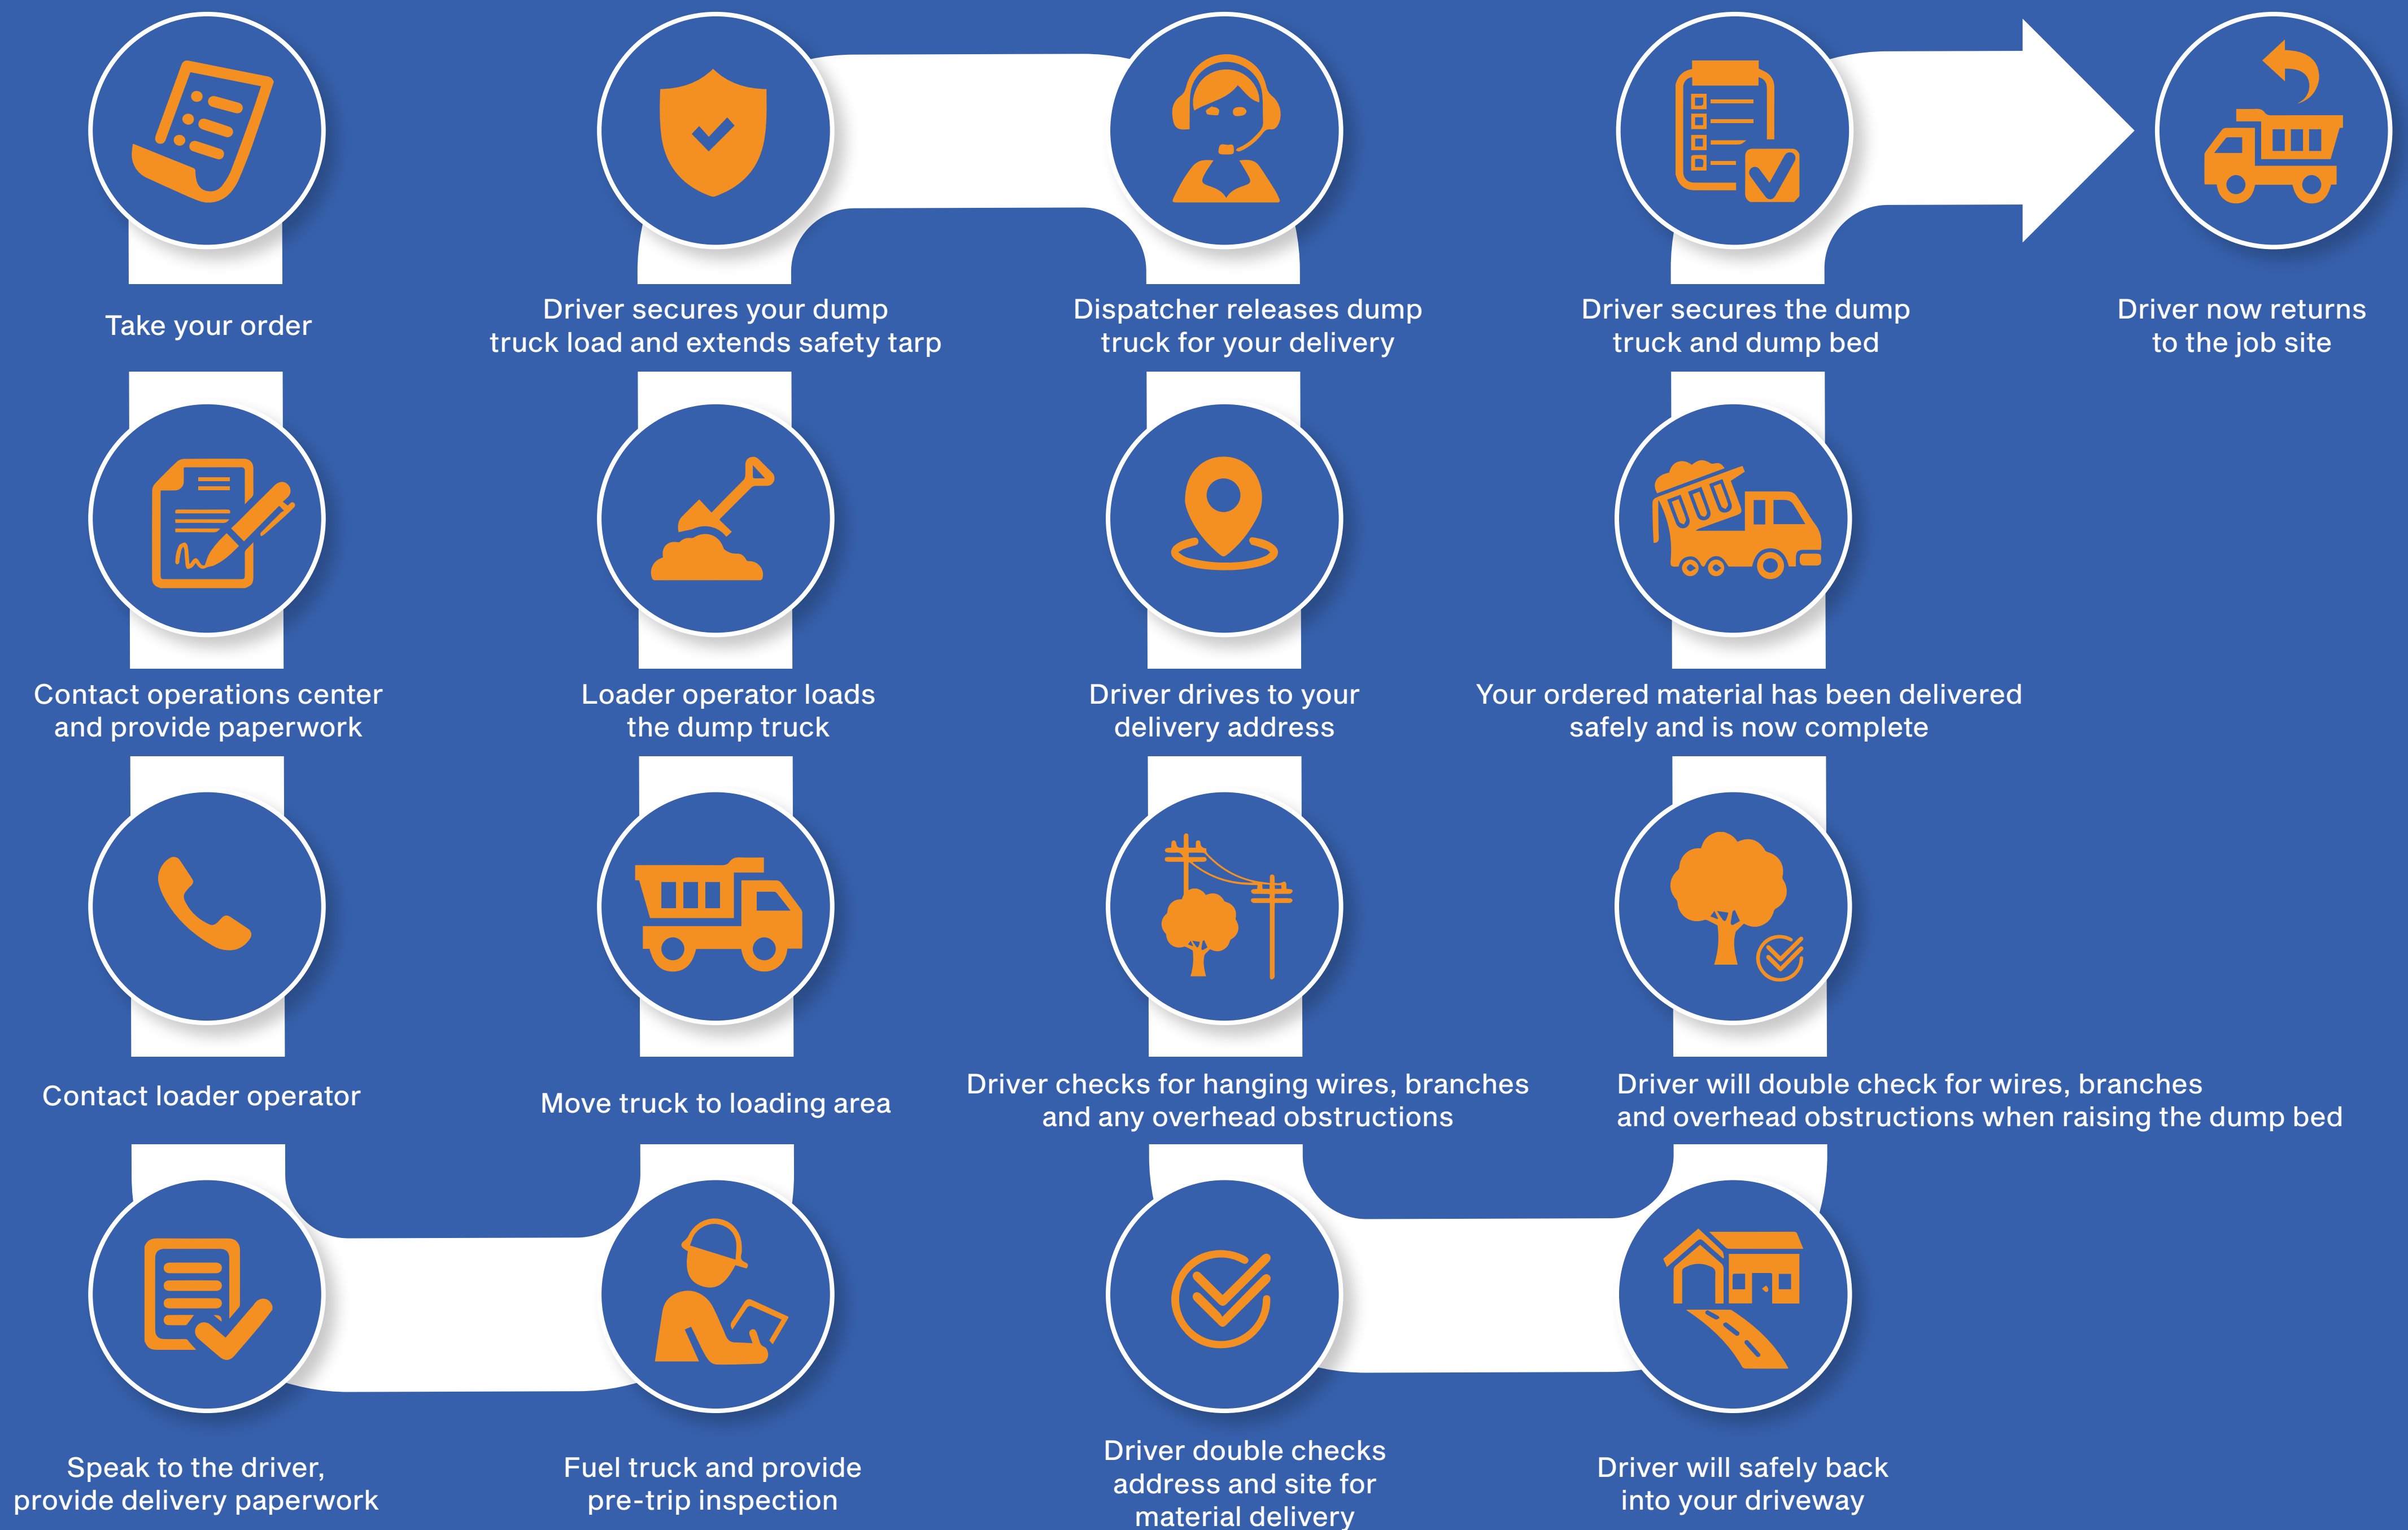 Take your order
Contact operations center
and provide paperwork
Contact loader operator
Speak to the driver,
provide delivery paperwork
Fuel truck and provide
pre-trip inspection
Move truck to loading area
Loader operator loads
the dump truck
Driver secures your dump
truck load and extends safety tarp
Dispatcher releases dump
truck for your delivery
Driver drives to your
delivery address
Driver checks for hanging wires, branches
and any overhead obstructions
Driver double checks
address and site for
material delivery
Driver will safely back
into your driveway
Driver will double check for wires, branches
and overhead obstructions when raising the dump bed
Your ordered material has been delivered
safely and is now complete
Driver secures the dump
truck and dump bed
Driver now returns
to the job site